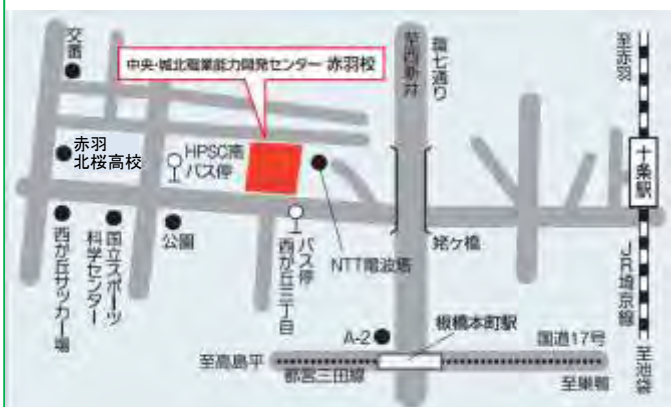 交番
中央・城北職業能力開発センター 赤羽校
至西新井
環七通り
至赤羽
赤羽
北桜高校
HPSC南
バス停
十条駅
西が丘サッカー場
国立スポーツ
科学センター
公園
バス停
西が丘三丁目
NTT電波塔
姥ヶ橋
JR埼京線
A-2
板橋本町駅
国道17号
至高島平
都営三田線
至巣鴨
至池袋